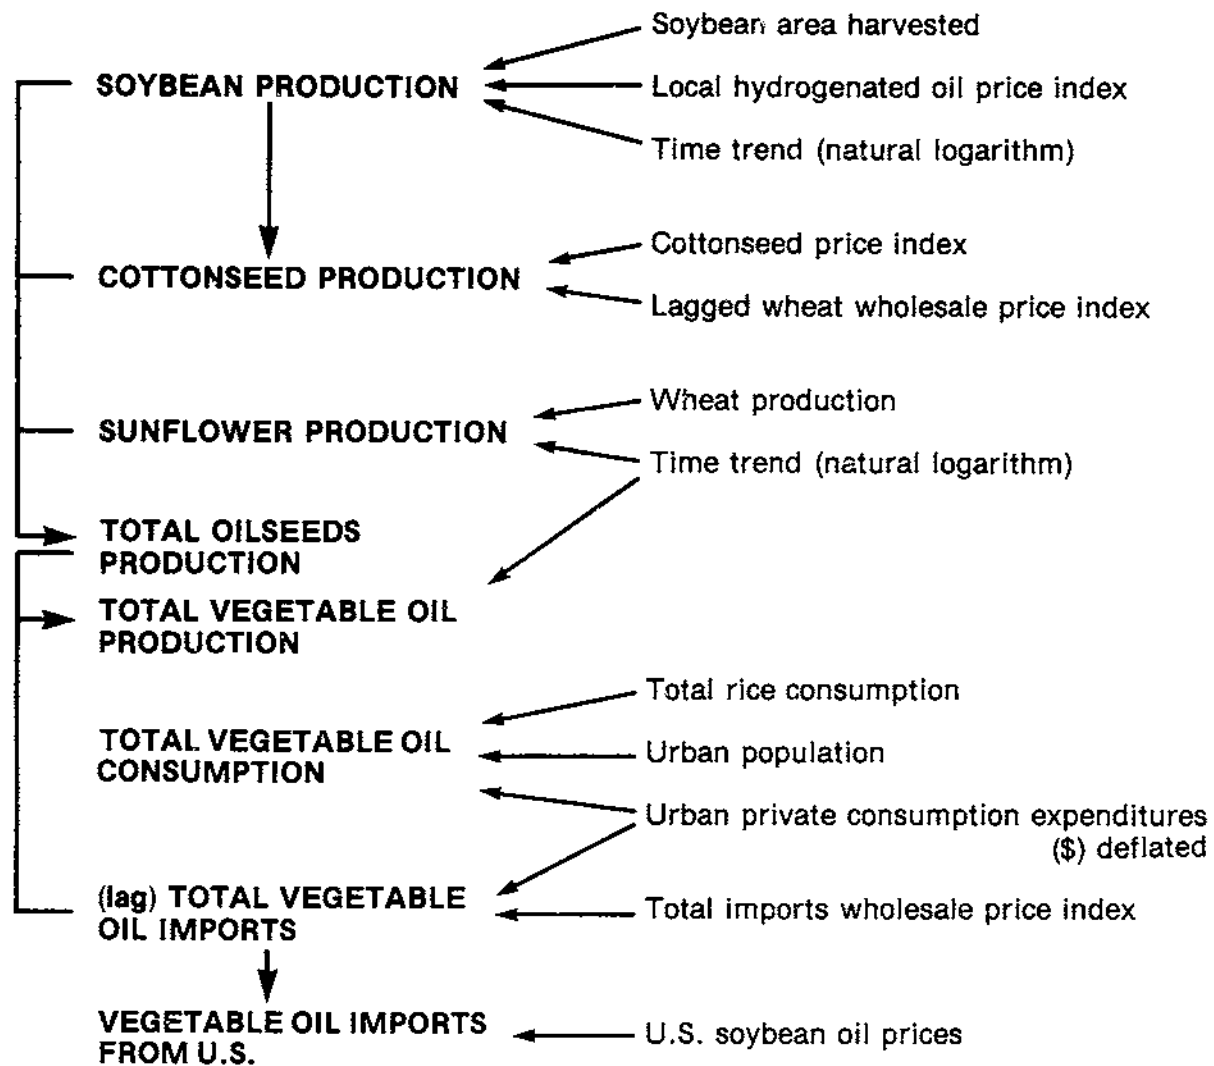 Soybean area harvested
SOYBEAN PRODUCTION
Local hydrogenated oil price index
Time trend (natural logarithm)
Cottonseed price index
COTTONSEED PRODUCTION
Lagged wheat wholesale price index
Wheat production
SUNFLOWER PRODUCTION
Time trend (natural logarithm)
TOTAL OILSEEDS
PRODUCTION
TOTAL VEGETABLE OIL
PRODUCTION
Total rice consumption
TOTAL VEGETABLE OIL
CONSUMPTION
Urban population
Urban private consumption expenditures
($) deflated
(lag) TOTAL VEGETABLE
OIL IMPORTS
Total imports wholesale price index
VEGETABLE OIL IMPORTS
FROM U.S.
U.S. soybean oil prices